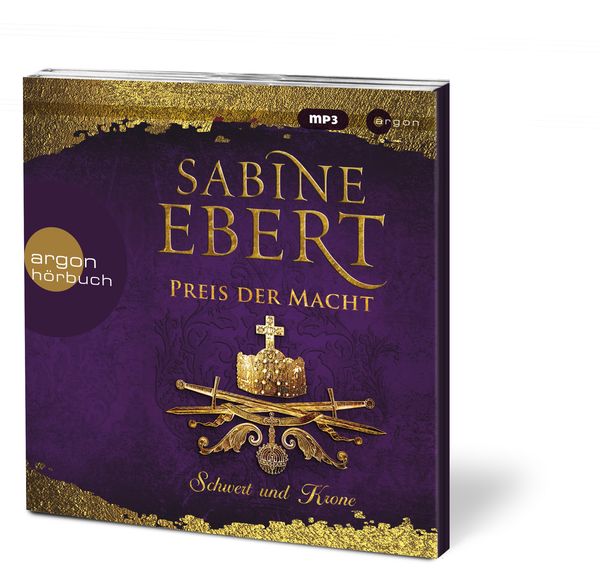 MP3
argon
SABINE
EBERT
PREIS DER MACHT
argon
hörbuch
Schwert und Krone